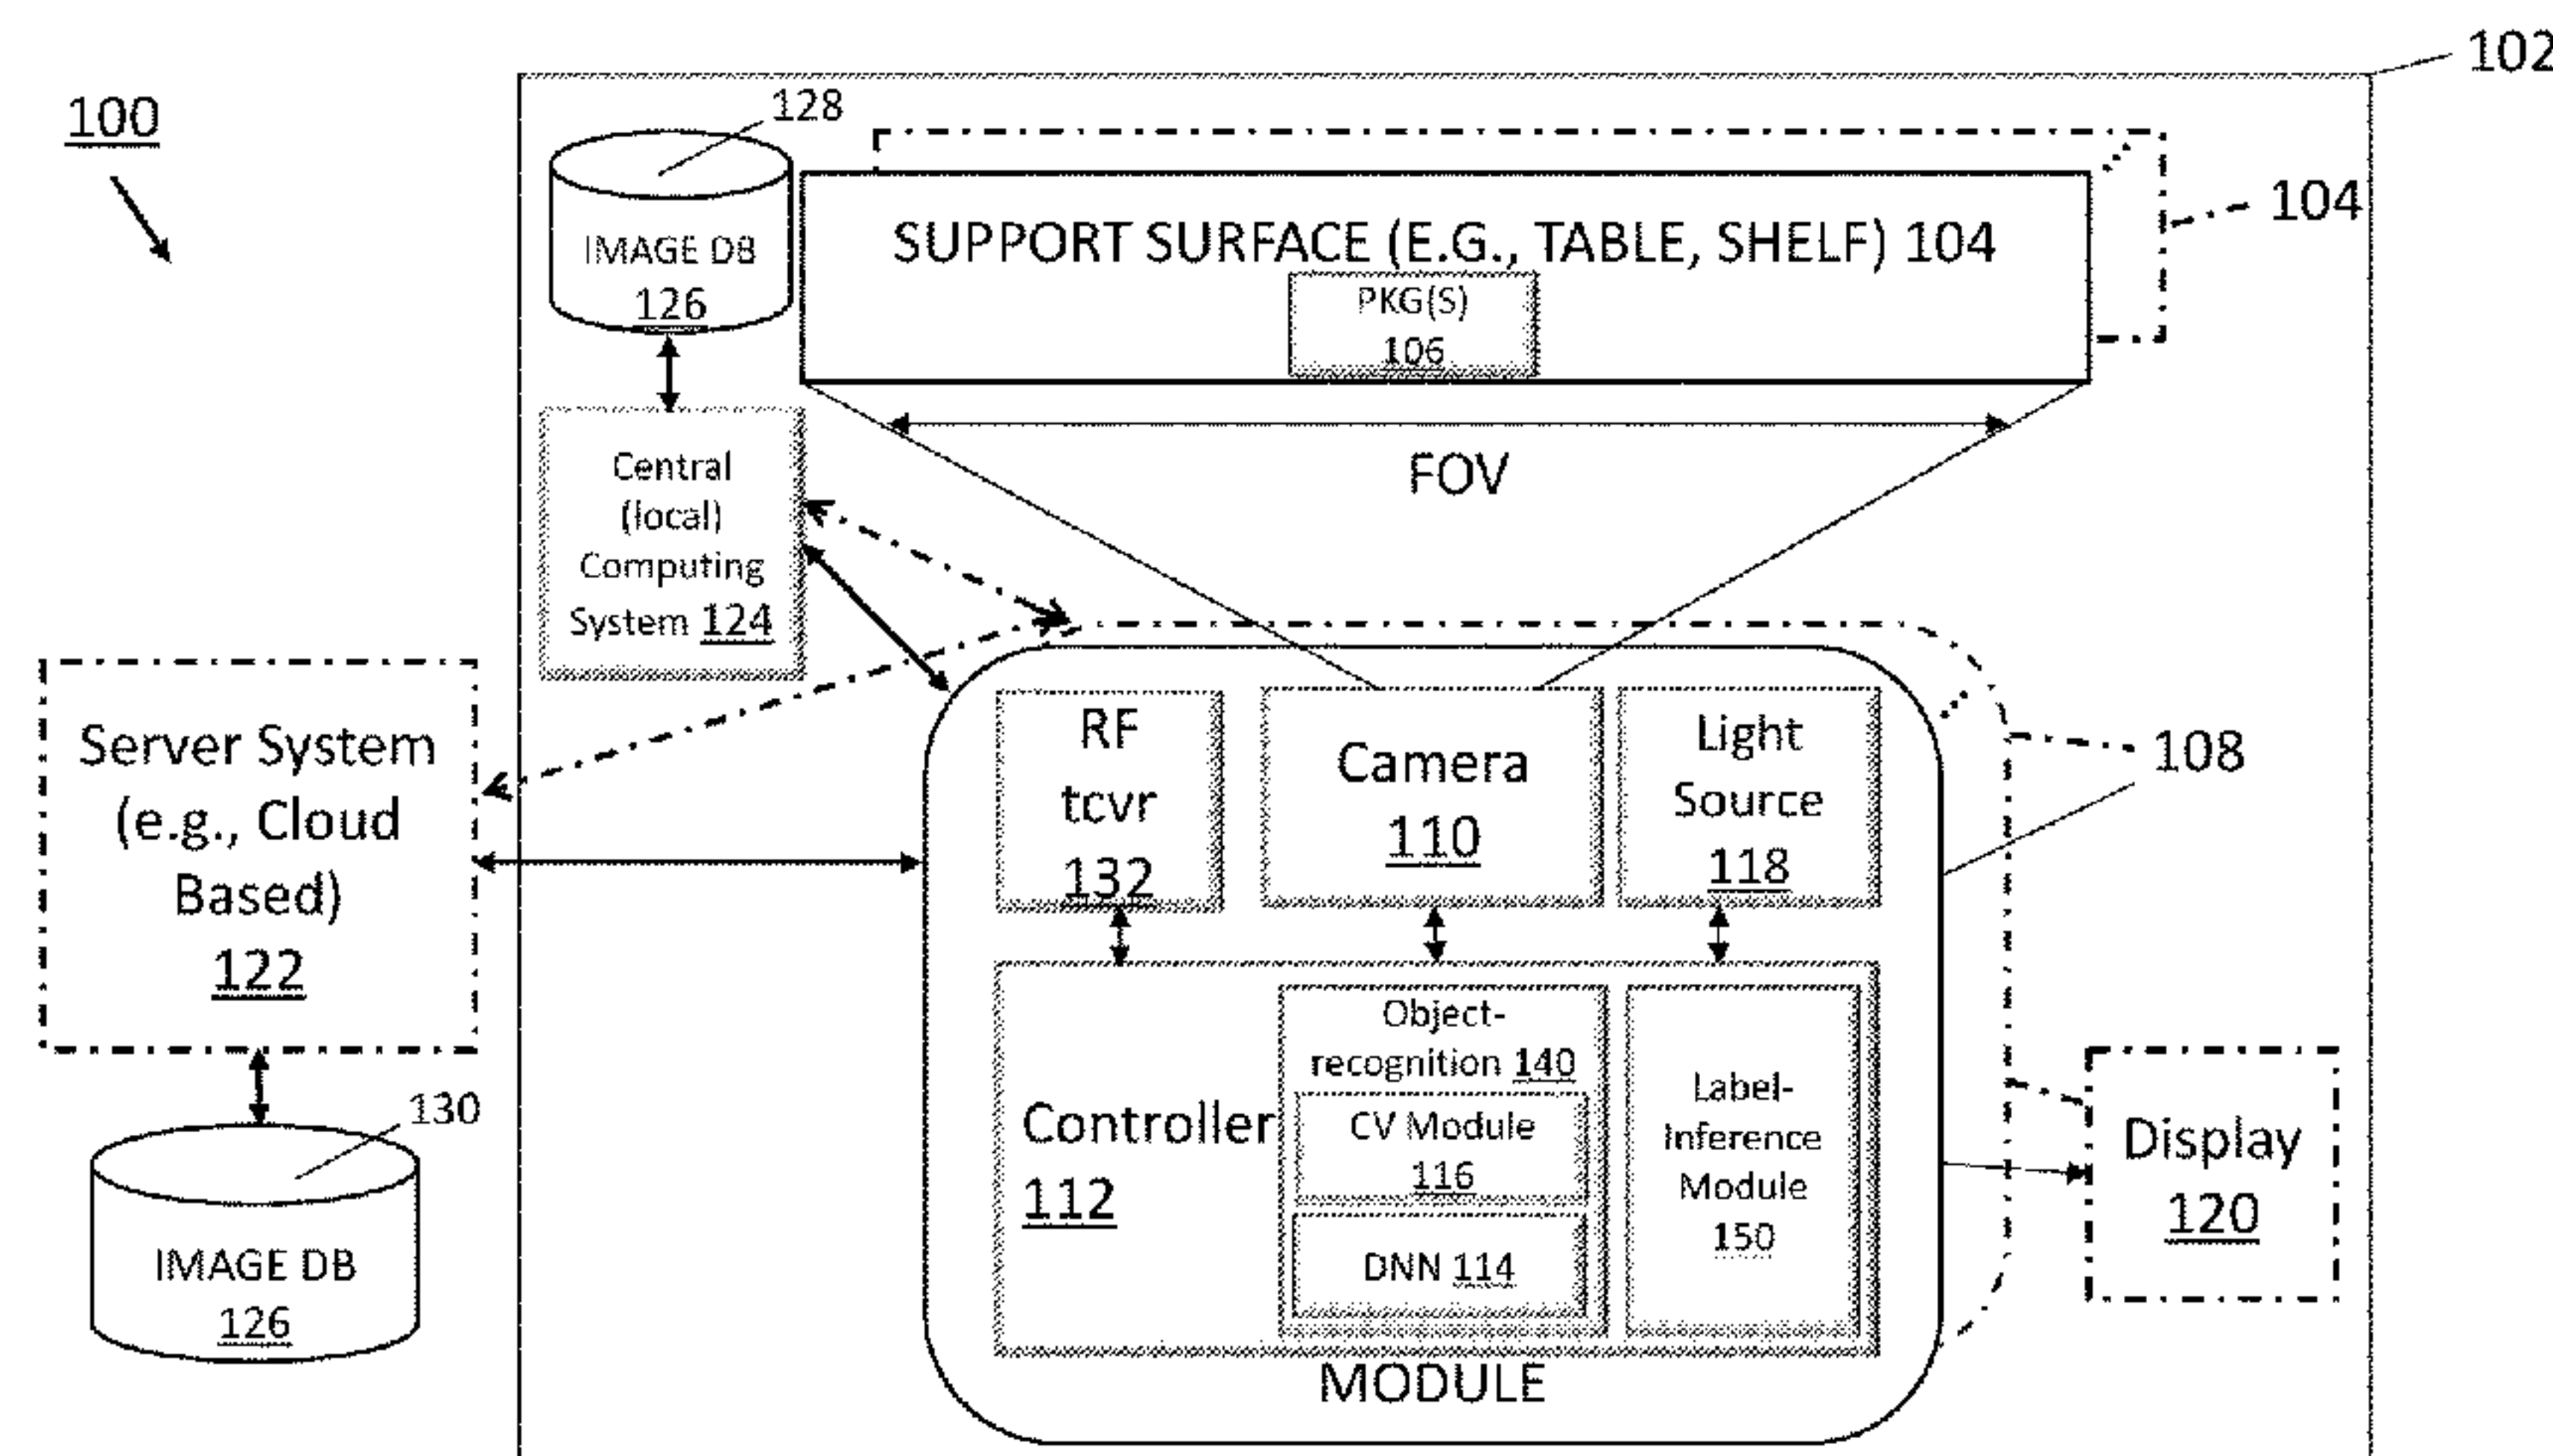 102
100
128
104
IMAGE DB
126
SUPPORT SURFACE (E.G., TABLE, SHELF) 104
PKG(S)
106
FOV
Central
(local)
Computing
System 124
Server System
(e.g., Cloud
Based)
122
130
IMAGE DB
126
RF
tcvr
132
Camera
110
Light
Source
118
108
Controller
112
Object-
recognition 140
CV Module
116
DNN 114
Label-
Inference
Module
150
MODULE
Display
120